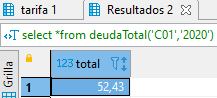 tarifa 1 Resultados 2
select *from deudaTotal('C01','2020')
Grilla
123 total
1 52,43